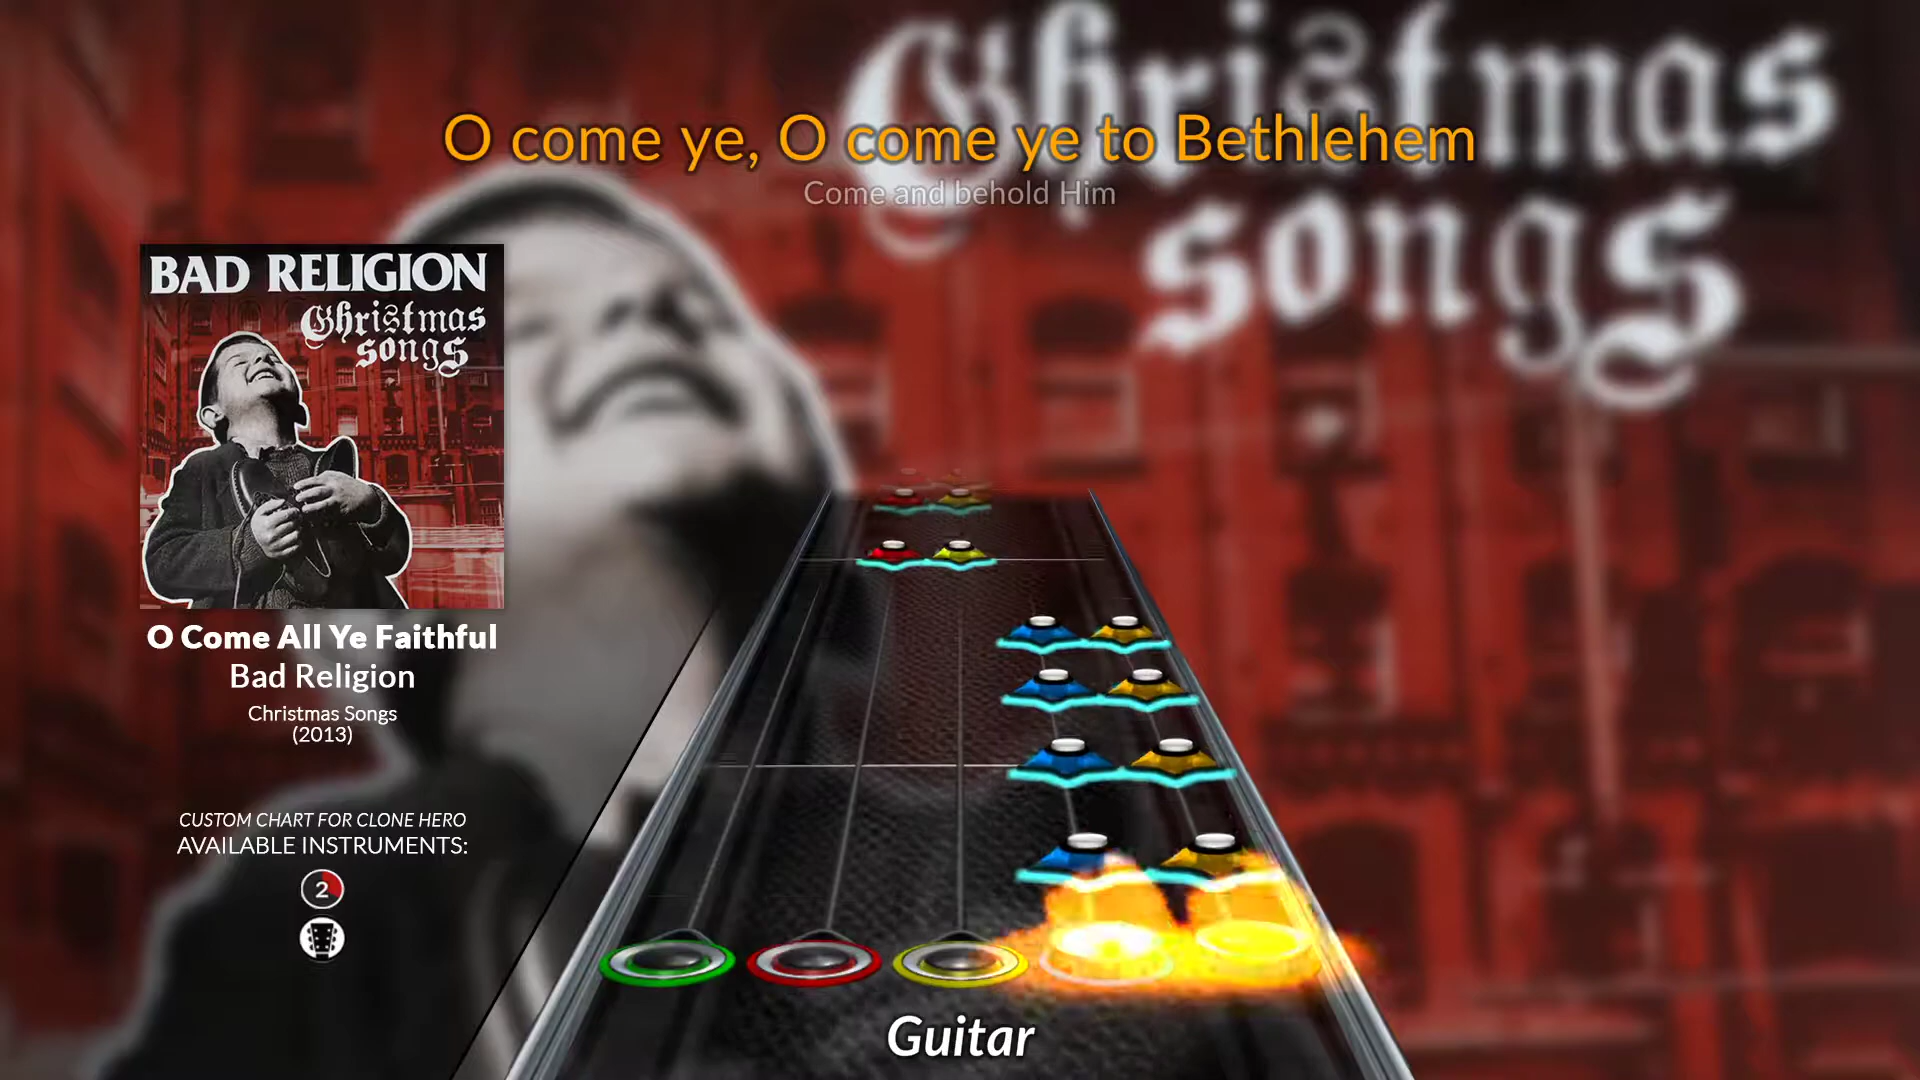 Christmas
songs
O come ye, O come ye to Bethlehem
Come and behold Him
BAD RELIGION
Christmas
songs
O Come All Ye Faithful
Bad Religion
Christmas Songs
(2013)
CUSTOM CHART FOR CLONE HERO
AVAILABLE INSTRUMENTS:
2
Guitar